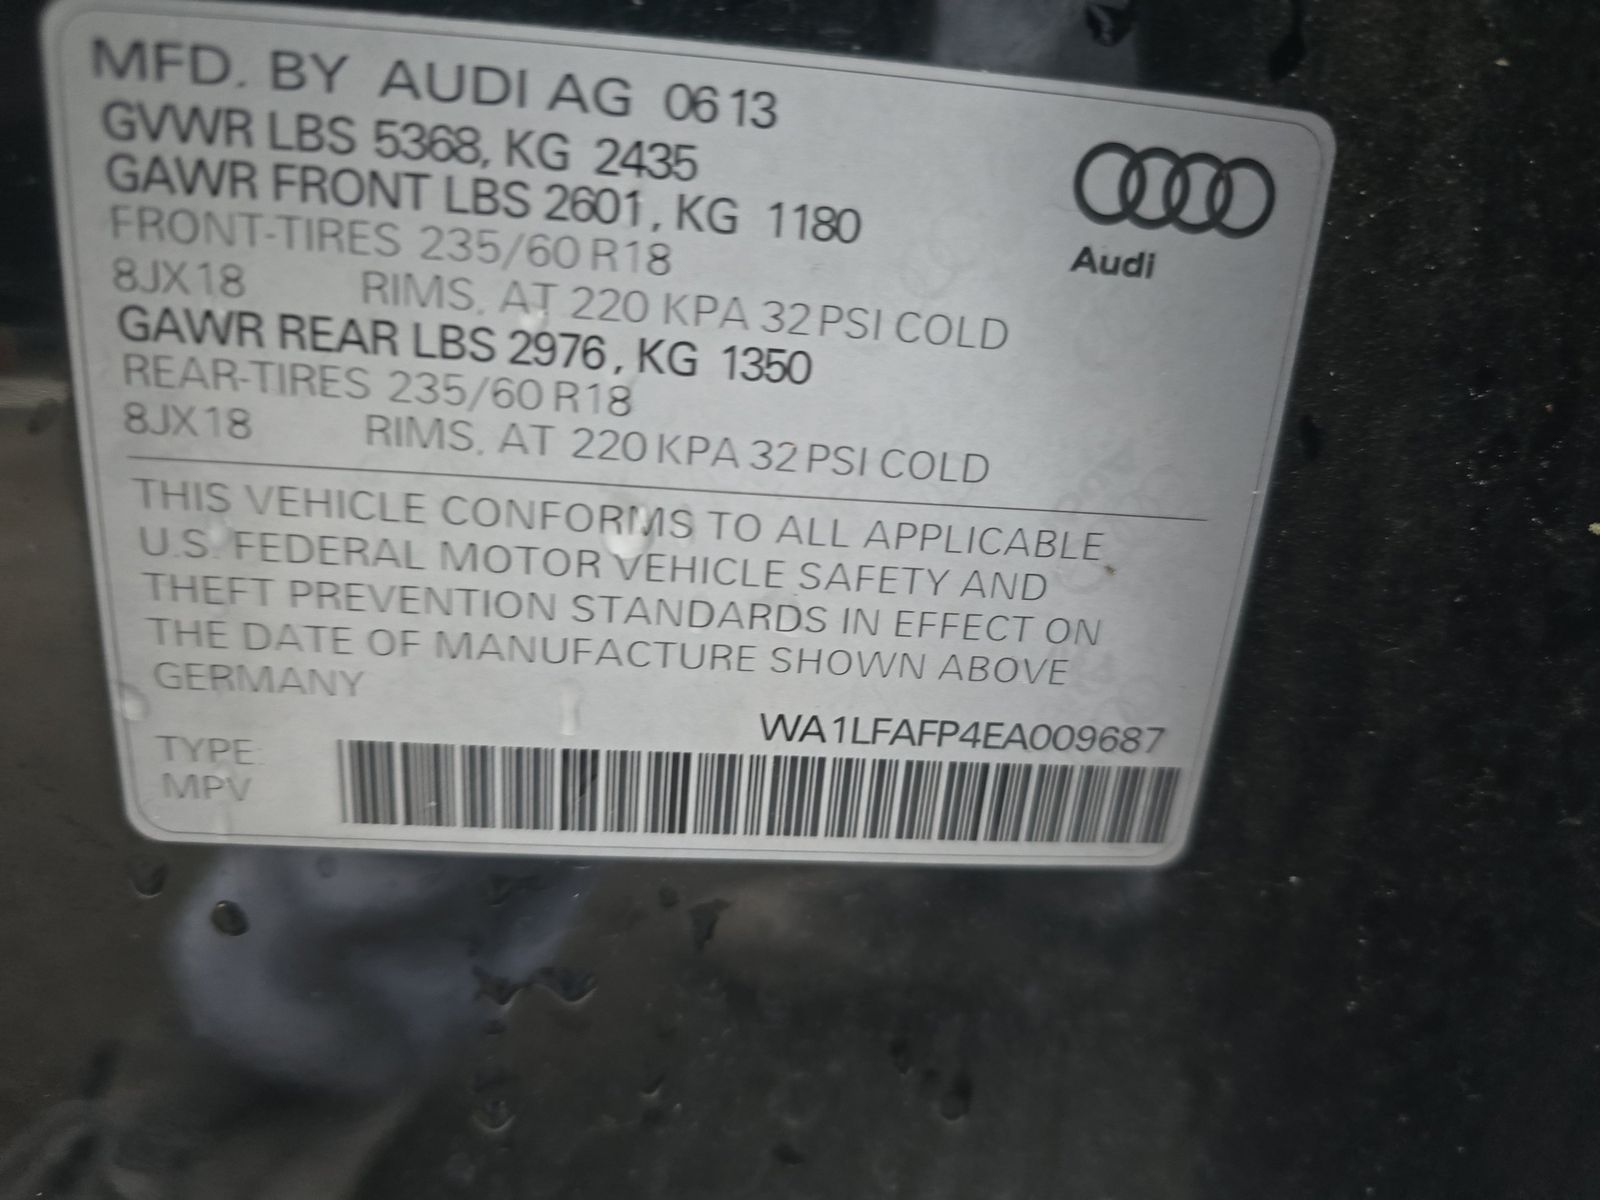 MFD. BY AUDI AG 06 13
GVWR LBS 5368, KG 2435
GAWR FRONT LBS 2601, KG 1180
FRONT-TIRES 235/60 R18
8JX18 RIMS, AT 220 KPA 32 PSI COLD
GAWR REAR LBS 2976, KG 1350
REAR-TIRES 235/60 R18
8JX18 RIMS, AT 220 KPA 32 PSI COLD
Audi
THIS VEHICLE CONFORMS TO ALL APPLICABLE
U.S. FEDERAL MOTOR VEHICLE SAFETY AND
THEFT PREVENTION STANDARDS IN EFFECT ON
THE DATE OF MANUFACTURE SHOWN ABOVE
GERMANY
WA1LFAFP4EA009687
TYPE:
MPV